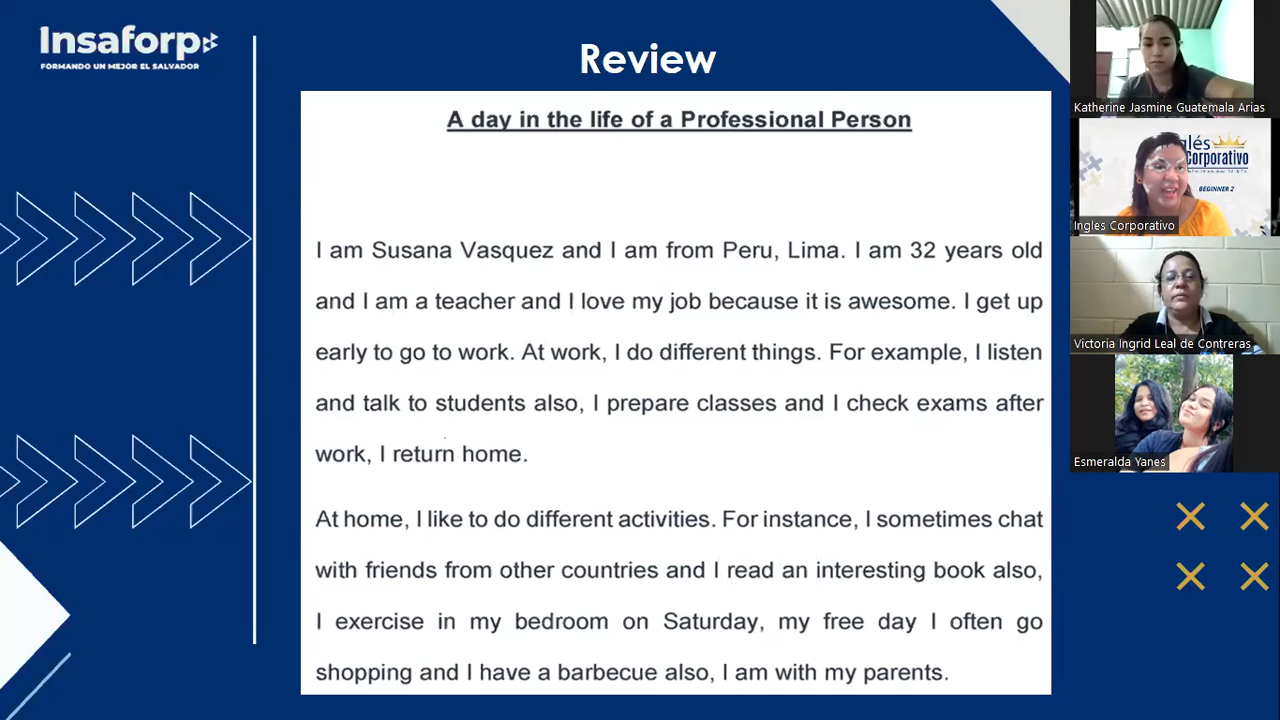 Insaforp
FORMANDO UN MEJOR EL SALVADOR
Review
A day in the life of a Professional Person
I am Susana Vasquez and I am from Peru, Lima. I am 32 years old
and I am a teacher and I love my job because it is awesome. I get up
early to go to work. At work, I do different things. For example, I listen
and talk to students also, I prepare classes and I check exams after
work, I return home.
At home, I like to do different activities. For instance, I sometimes chat
with friends from other countries and I read an interesting book also,
I exercise in my bedroom on Saturday, my free day I often go
shopping and I have a barbecue also, I am with my parents.
Katherine Jasmine Guatemala Arias
Corporativo
BEGINNER 2
Ingles Corporativo
Victoria Ingrid Leal de Contreras
Esmeralda Yanes